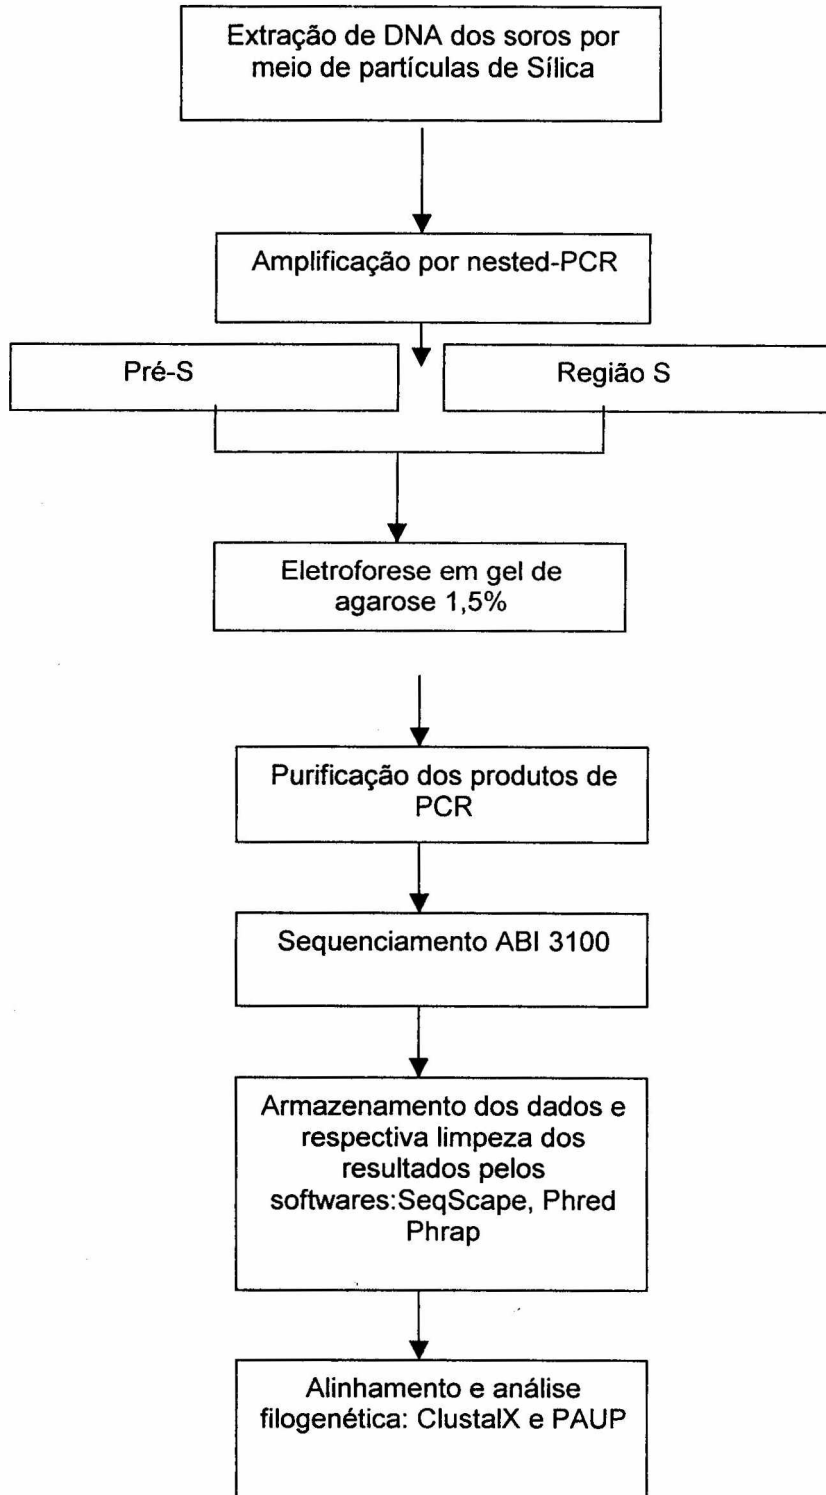 Extração de DNA dos soros por
meio de partículas de Sílica
Amplificação por nested-PCR
Pré-S
Região S
Eletroforese em gel de
agarose 1,5%
Purificação dos produtos de
PCR
Sequenciamento ABI 3100
Armazenamento dos dados e
respectiva limpeza dos
resultados pelos
softwares:SeqScape, Phred
Phrap
Alinhamento e análise
filogenética: ClustalX e PAUP